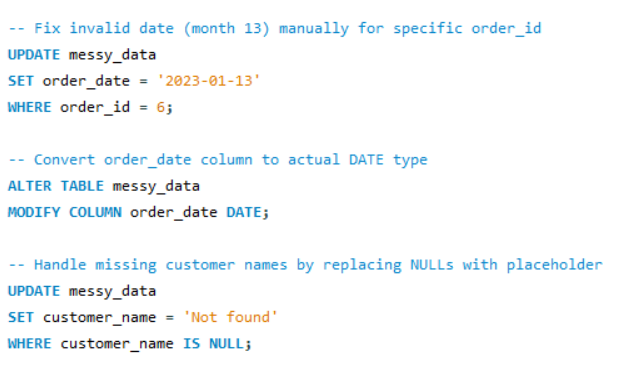 -- Fix invalid date (month 13) manually for specific order_id
UPDATE messy_data
SET order_date = '2023-01-13'
WHERE order_id = 6;
-- Convert order_date column to actual DATE type
ALTER TABLE messy_data
MODIFY COLUMN order_date DATE;
-- Handle missing customer names by replacing NULLs with placeholder
UPDATE messy_data
SET customer_name = 'Not found'
WHERE customer_name IS NULL;